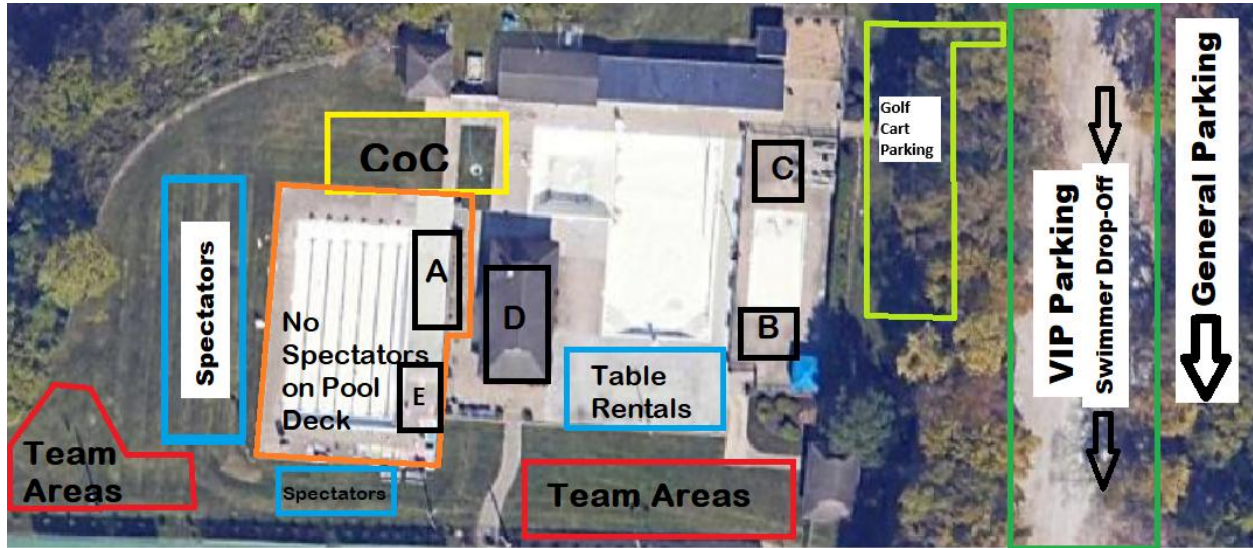 CoC
Spectators
A
No
Spectators
on Pool
Deck
E
D
C
B
Table
Rentals
Team
Areas
Spectators
Team Areas
Golf
Cart
Parking
VIP Parking
Swimmer Drop-Off
General Parking